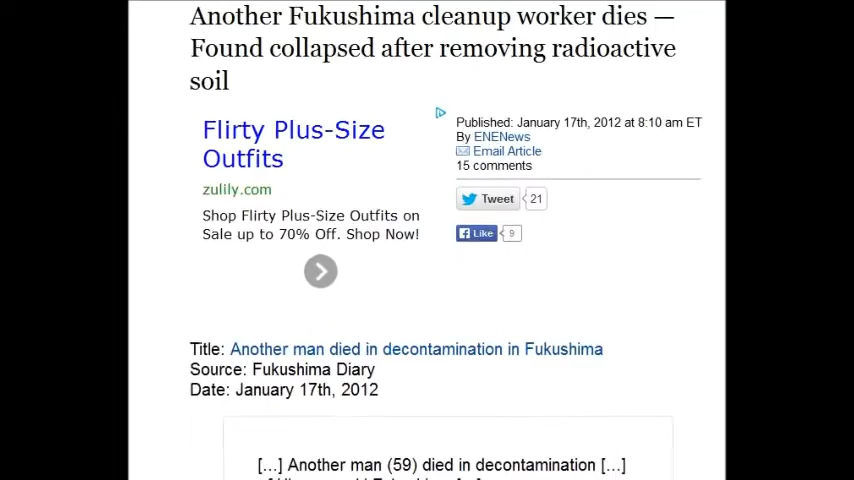 Another Fukushima cleanup worker dies —
Found collapsed after removing radioactive
soil
Flirty Plus-Size
Outfits
zulily.com
Shop Flirty Plus-Size Outfits on
Sale up to 70% Off. Shop Now!
Published: January 17th, 2012 at 8:10 am ET
By ENENews
Email Article
15 comments
Tweet 21
Like 9
Title: Another man died in decontamination in Fukushima
Source: Fukushima Diary
Date: January 17th, 2012
[...] Another man (59) died in decontamination [...]